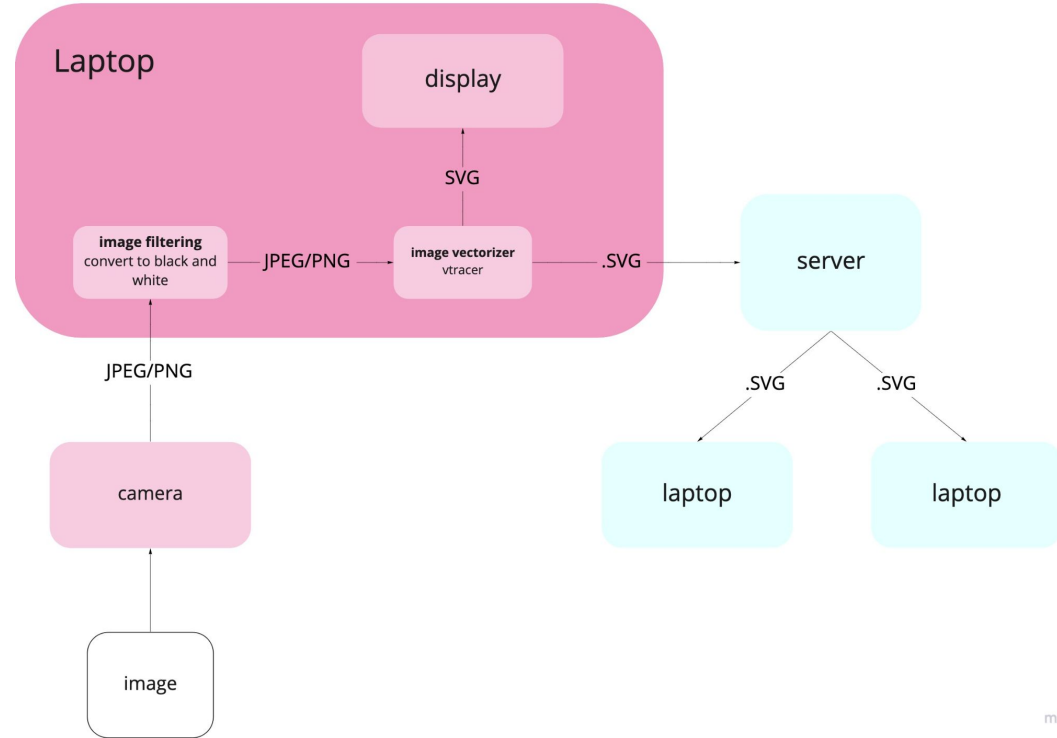 Laptop
display
SVG
image filtering
convert to black and
white
JPEG/PNG
image vectorizer
vtracer
.SVG
server
JPEG/PNG
.SVG
.SVG
camera
laptop
laptop
image
m